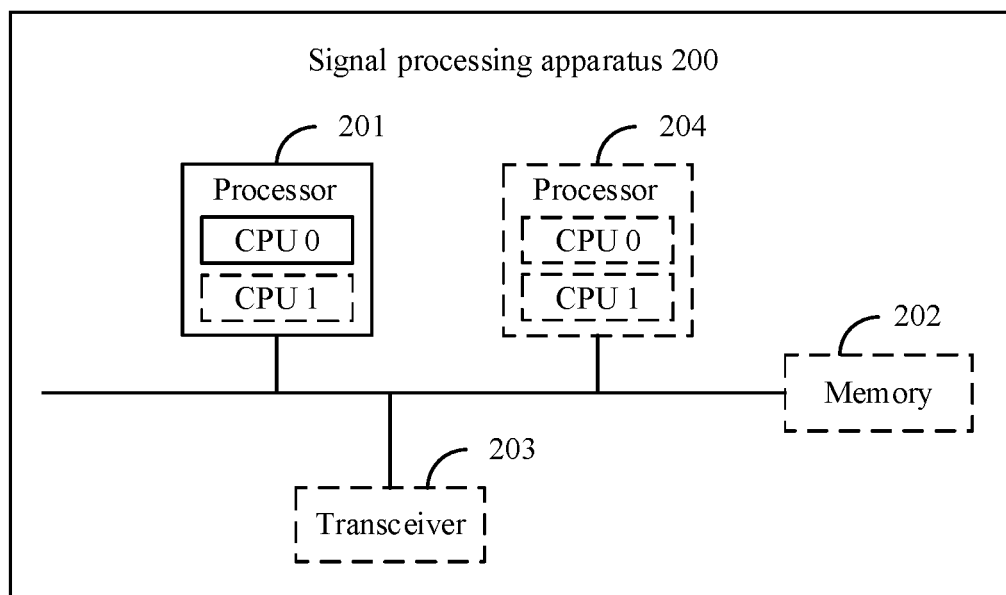 Signal processing apparatus 200
201
204
Processor
CPU 0
CPU 1
Processor
CPU 0
CPU 1
202
Memory
203
Transceiver